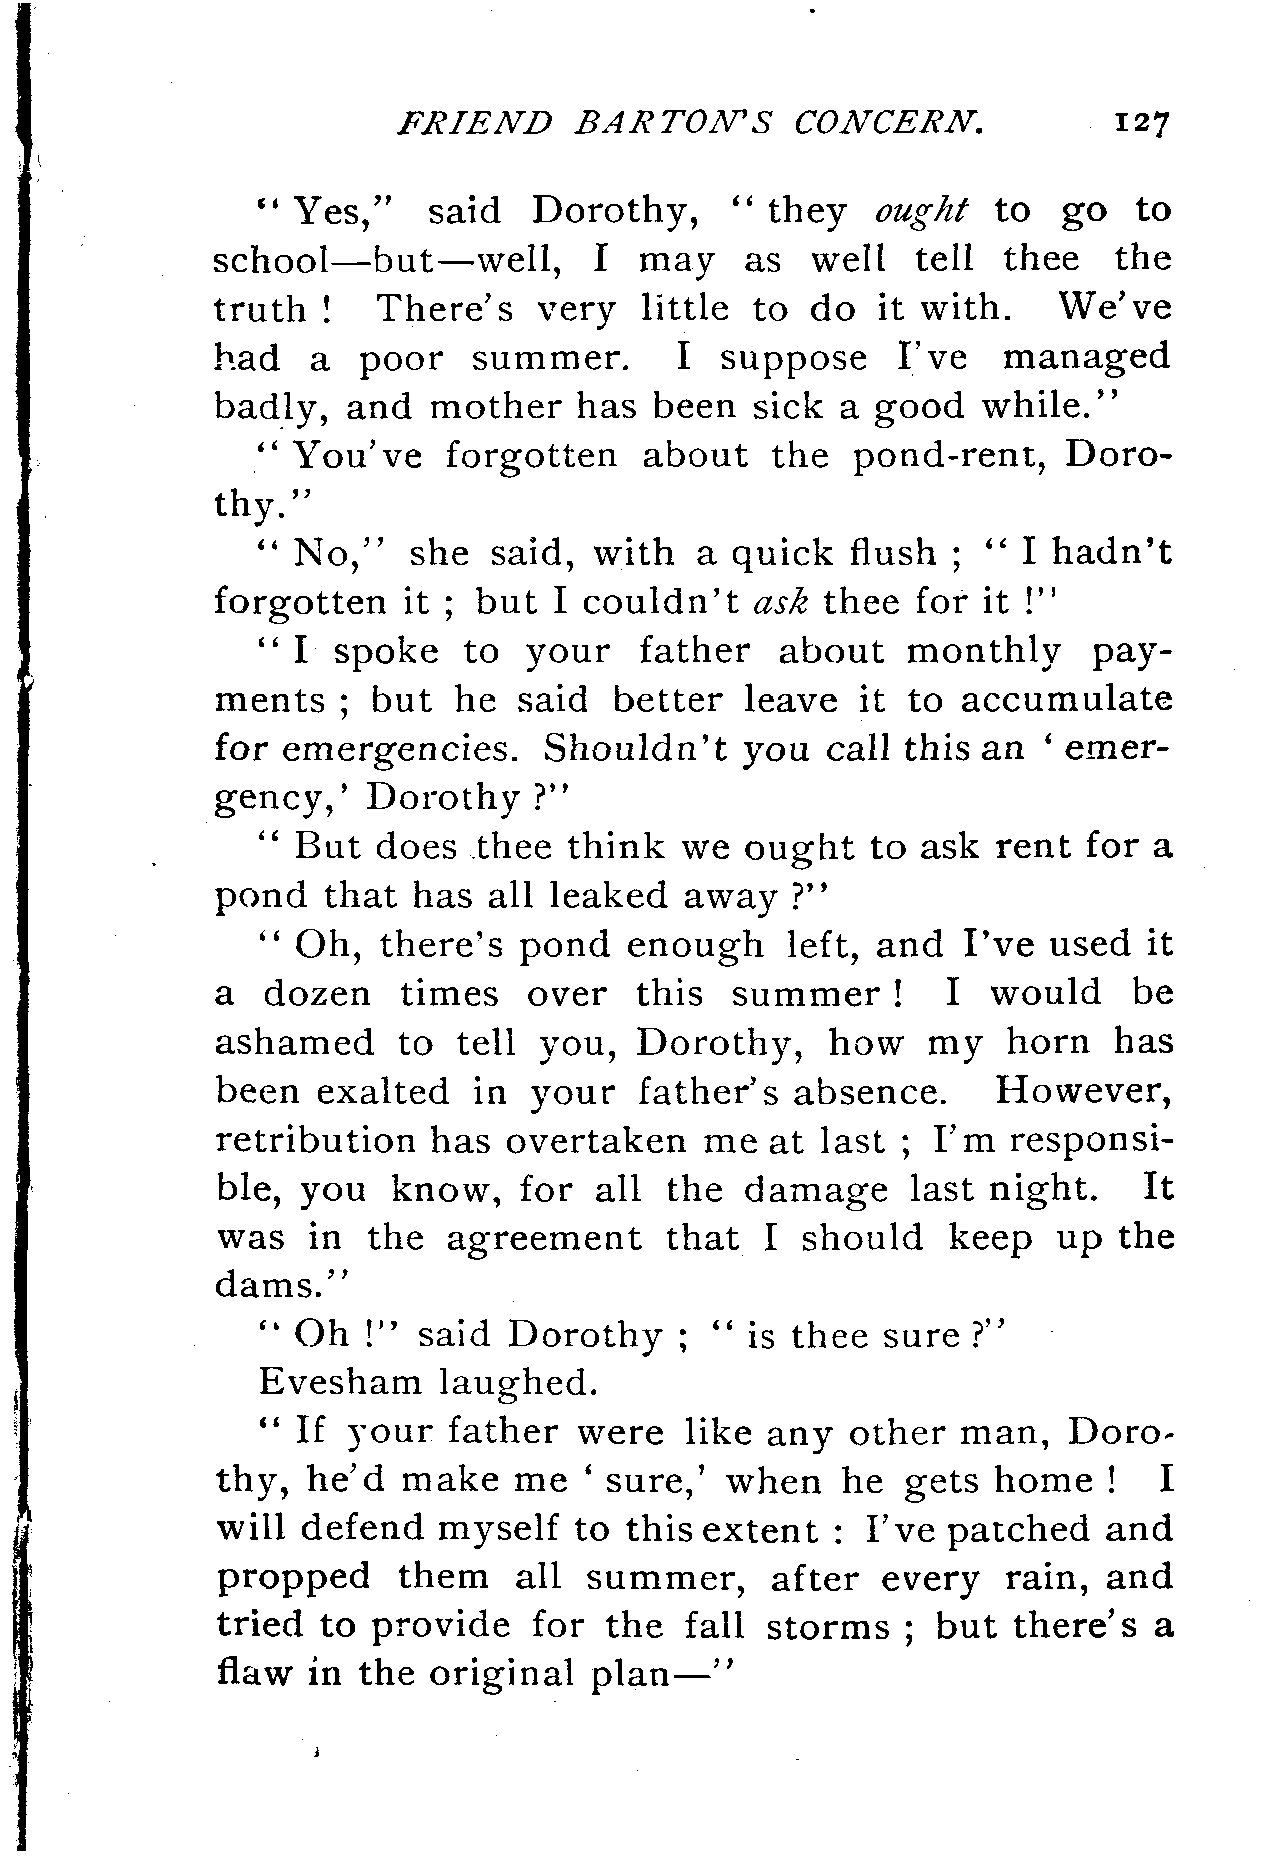 FRIEND BARTON'S CONCERN. 127
“ Yes,” said Dorothy, “ they ought to go to
school—but—well, I may as well tell thee the
truth ! There's very little to do it with. We've
had a poor summer. I suppose I've managed
badly, and mother has been sick a good while.”
“ You've forgotten about the pond-rent, Doro-
thy.”
“ No,” she said, with a quick flush ; “ I hadn't
forgotten it ; but I couldn't ask thee for it !”
“ I spoke to your father about monthly pay-
ments ; but he said better leave it to accumulate
for emergencies. Shouldn't you call this an ‘ emer-
gency,’ Dorothy ?”
“ But does thee think we ought to ask rent for a
pond that has all leaked away ?”
“ Oh, there's pond enough left, and I've used it
a dozen times over this summer ! I would be
ashamed to tell you, Dorothy, how my horn has
been exalted in your father's absence. However,
retribution has overtaken me at last ; I'm responsi-
ble, you know, for all the damage last night. It
was in the agreement that I should keep up the
dams.”
“ Oh !” said Dorothy ; “ is thee sure ?”
Evesham laughed.
“ If your father were like any other man, Doro-
thy, he'd make me ‘ sure,’ when he gets home ! I
will defend myself to this extent : I've patched and
propped them all summer, after every rain, and
tried to provide for the fall storms ; but there's a
flaw in the original plan—”